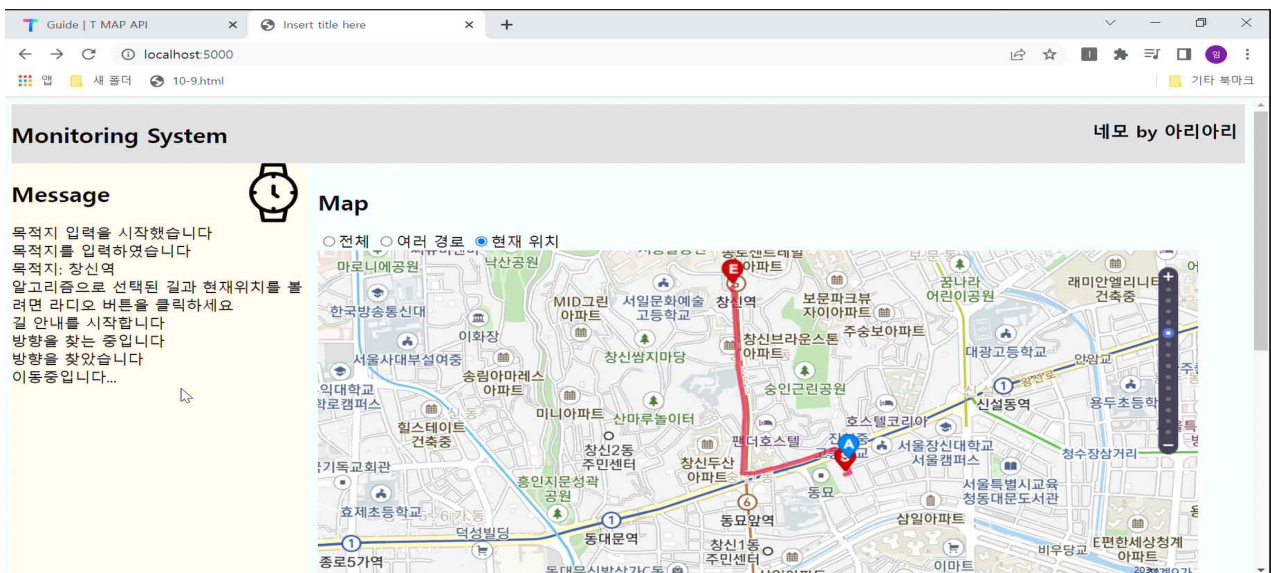 Guide | T MAP API
Insert title here
localhost:5000
임
앱
새 폴더
10-9.html
기타 북마크
Monitoring System
네모 by 아리아리
Message
목적지 입력을 시작했습니다
목적지를 입력하였습니다
목적지: 창신역
알고리즘으로 선택된 길과 현재위치를 볼
려면 라디오 버튼을 클릭하세요
길 안내를 시작합니다
방향을 찾는 중입니다
방향을 찾았습니다
이동중입니다...
Map
전체 여러 경로 현재 위치
마로니에공원
낙산공원
아파트
E
창신역
한국방송통신대
MID그린
아파트
서울문화예술
고등학교
보문파크뷰
자이아파트
꿈나라
어린이공원
래미안엘리니티
건축중
이화장
창신쌍지마당
창신브라운스톤
아파트
주숭보아파트
대광고등학교
안암교
서울사대부설여중
송림아마레스
아파트
숭인근린공원
1
왕산로
신설동역
용두초등학
힐스테이트
건축중
미니아파트
산마루놀이터
호스텔코리아
팬더호스텔
A
서울장신대학교
서울캠퍼스
청수장삼거리
창신2동
주민센터
창신두산
아파트
흥인지문성곽
공원
동묘
서울특별시교육
청동대문도서관
효제초등학교
6
동묘앞역
삼일아파트
덕성빌딩
1
동대문역
창신1동
주민센터
비우당교
E편한세상청계
아파트
1
종로5가역
이마트